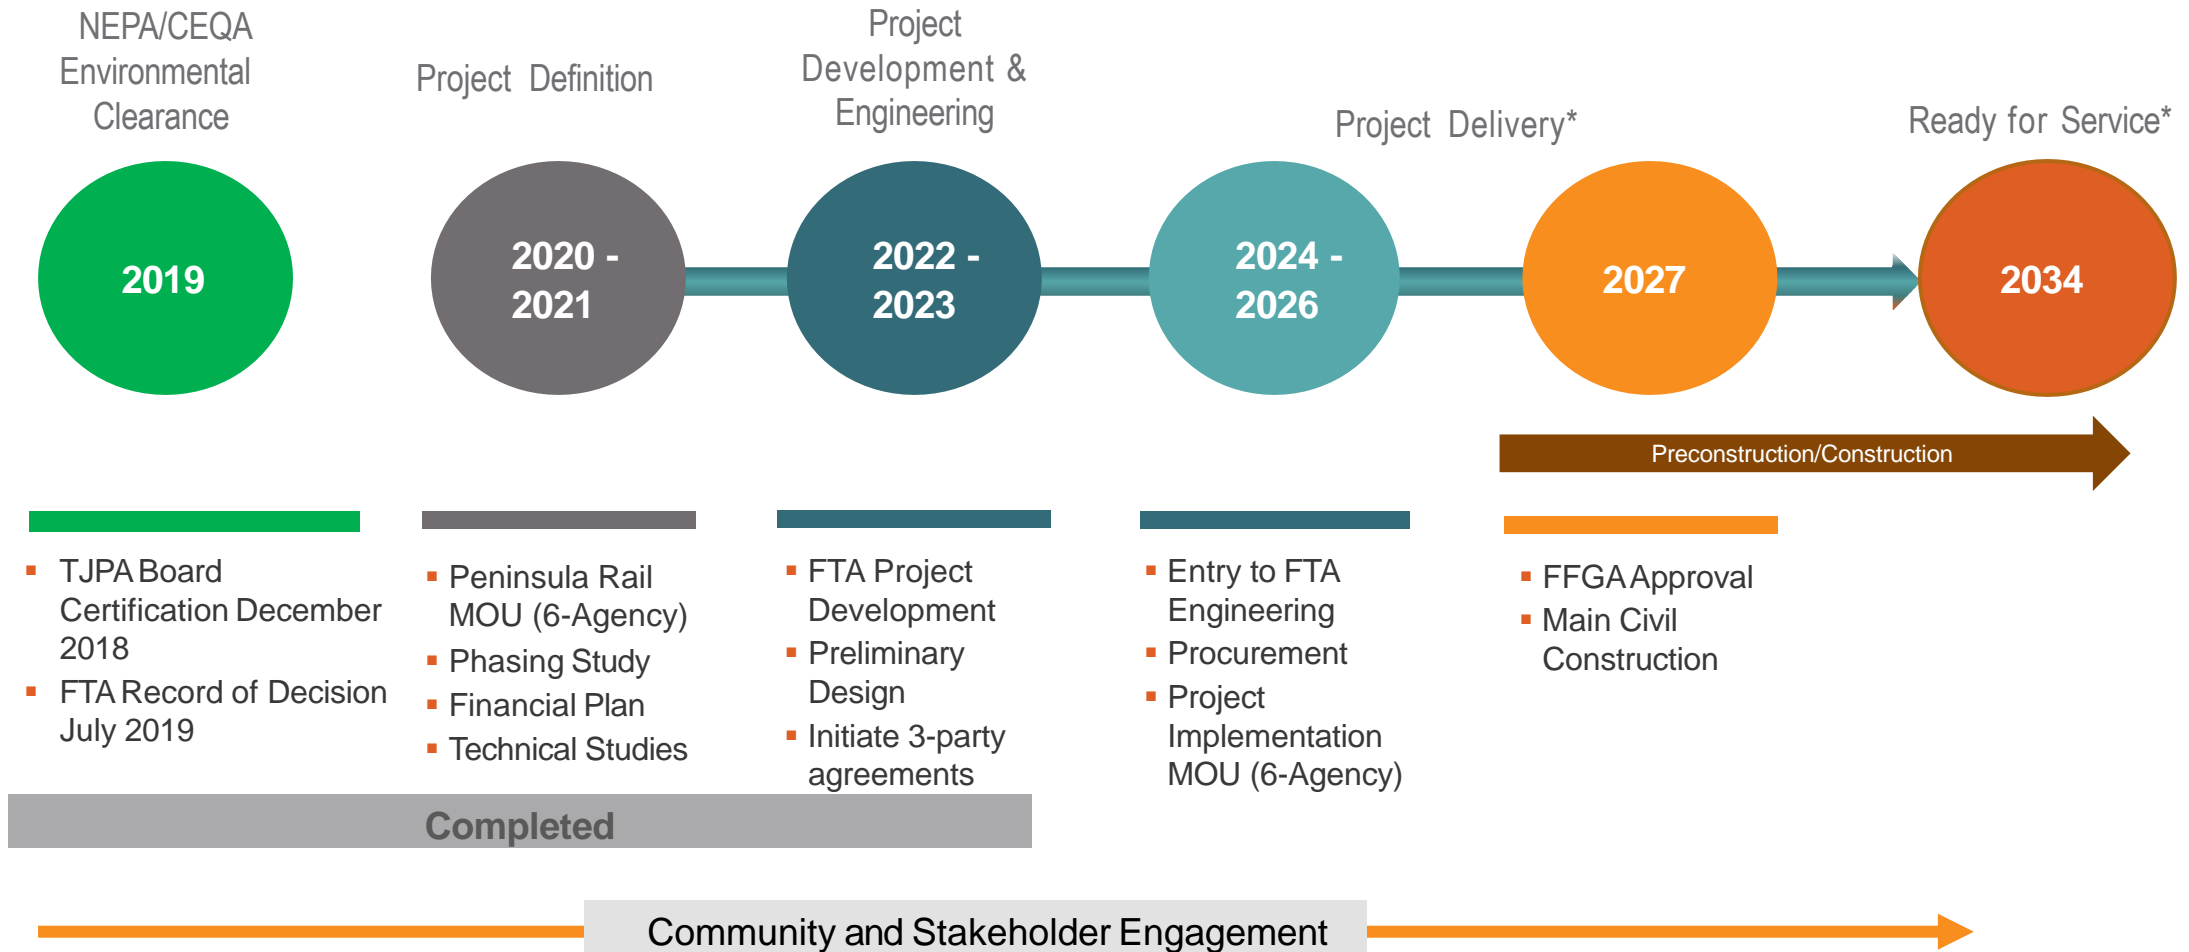 NEPA/CEQA
Environmental
Clearance
Project Definition
Project
Development &
Engineering
Project Delivery*
Ready for Service*
2019
2020 -
2021
2022 -
2023
2024 -
2026
2027
2034
Preconstruction/Construction
TJPA Board
Certification December
2018
FTA Record of Decision
July 2019
Peninsula Rail
MOU (6-Agency)
Phasing Study
Financial Plan
Technical Studies
FTA Project
Development
Preliminary
Design
Initiate 3-party
agreements
Entry to FTA
Engineering
Procurement
Project
Implementation
MOU (6-Agency)
FFGA Approval
Main Civil
Construction
Completed
Community and Stakeholder Engagement